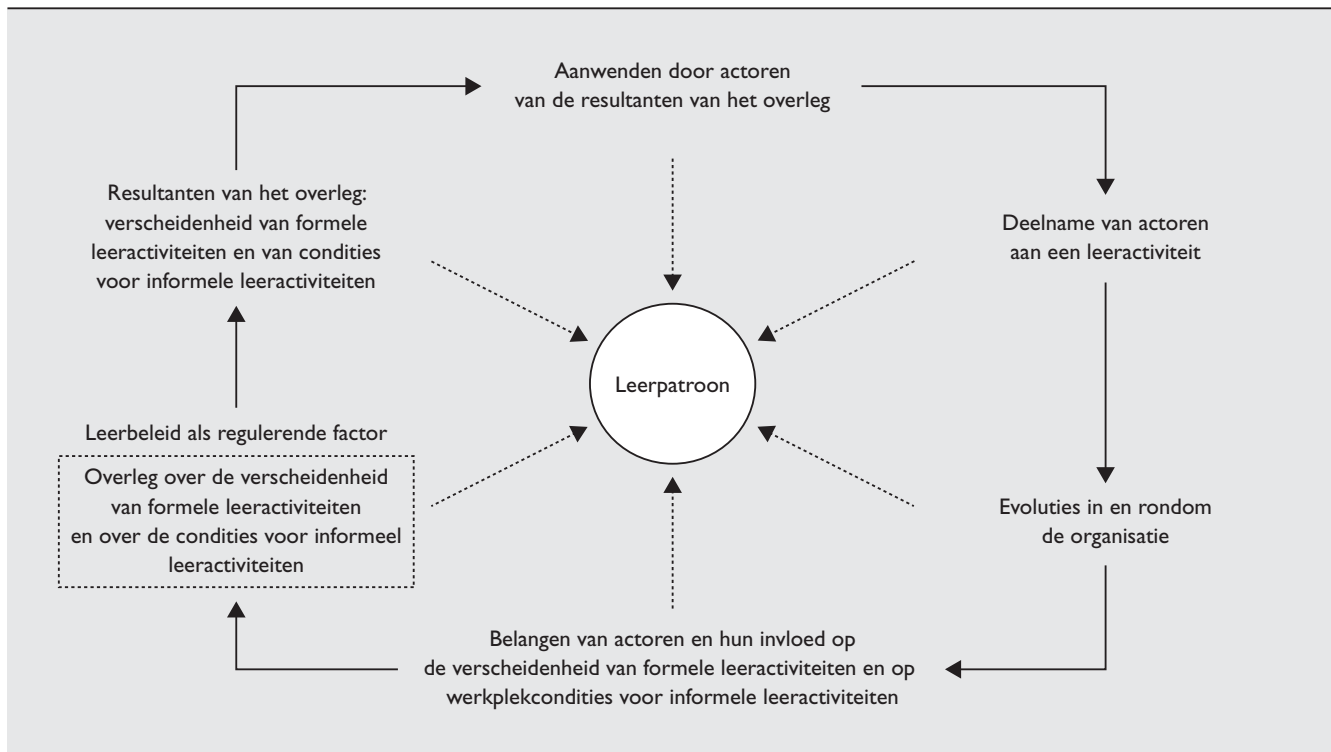 Aanwenden door actoren
van de resultanten van het overleg
Deelname van actoren
aan een leeractiviteit
Evoluties in en rondom
de organisatie
Belangen van actoren en hun invloed op
de verscheidenheid van formele leeractiviteiten en op
werkplekcondities voor informele leeractiviteiten
Leerbeleid als regulerende factor
Overleg over de verscheidenheid
van formele leeractiviteiten
en over de condities voor informeel
leeractiviteiten
Resultanten van het overleg:
verscheidenheid van formele
leeractiviteiten en van condities
voor informele leeractiviteiten
Leerpatroon